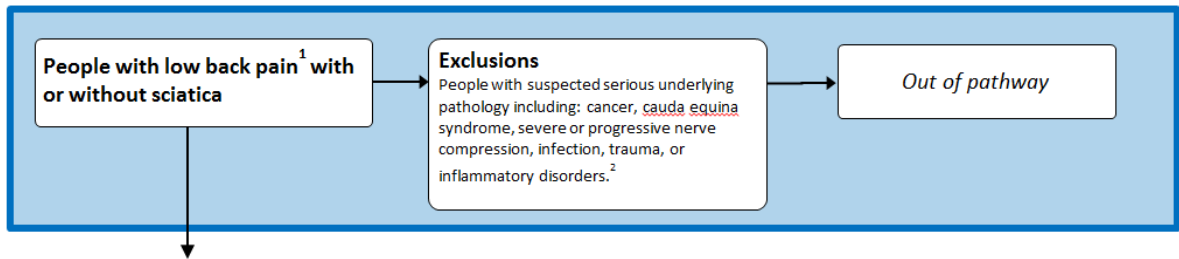 People with low back pain¹ with
or without sciatica
Exclusions
People with suspected serious underlying
pathology including: cancer, cauda equina
syndrome, severe or progressive nerve
compression, infection, trauma, or
inflammatory disorders.²
Out of pathway